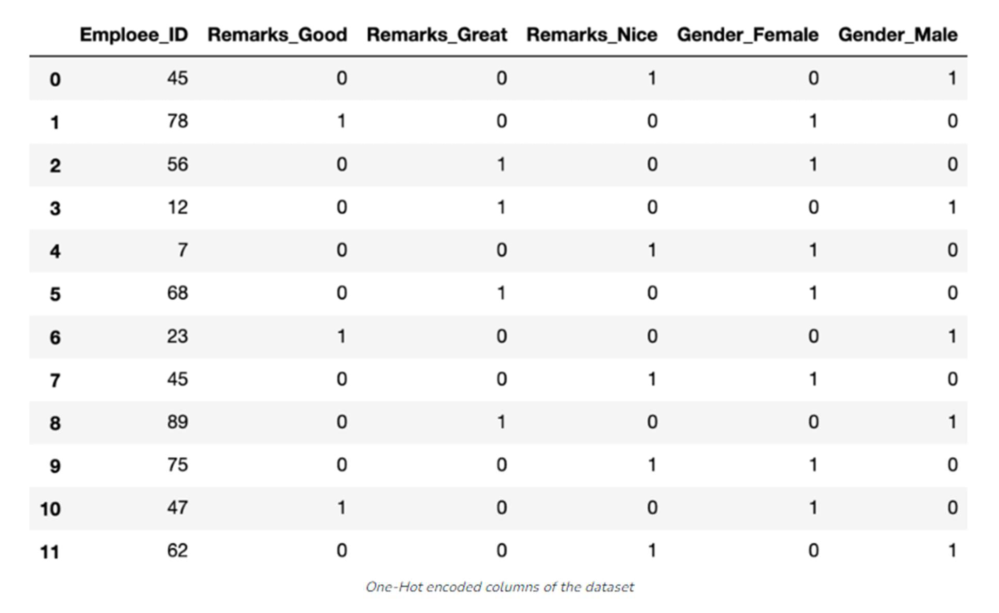 Emploee_ID Remarks_Good Remarks_Great Remarks_Nice Gender_Female Gender_Male
0 45 0 0 1 0 1
1 78 1 0 0 1 0
2 56 0 1 0 1 0
3 12 0 1 0 0 1
4 7 0 0 1 1 0
5 68 0 1 0 1 0
6 23 1 0 0 0 1
7 45 0 0 1 1 0
8 89 0 1 0 0 1
9 75 0 0 1 1 0
10 47 1 0 0 1 0
11 62 0 0 1 0 1
One-Hot encoded columns of the dataset